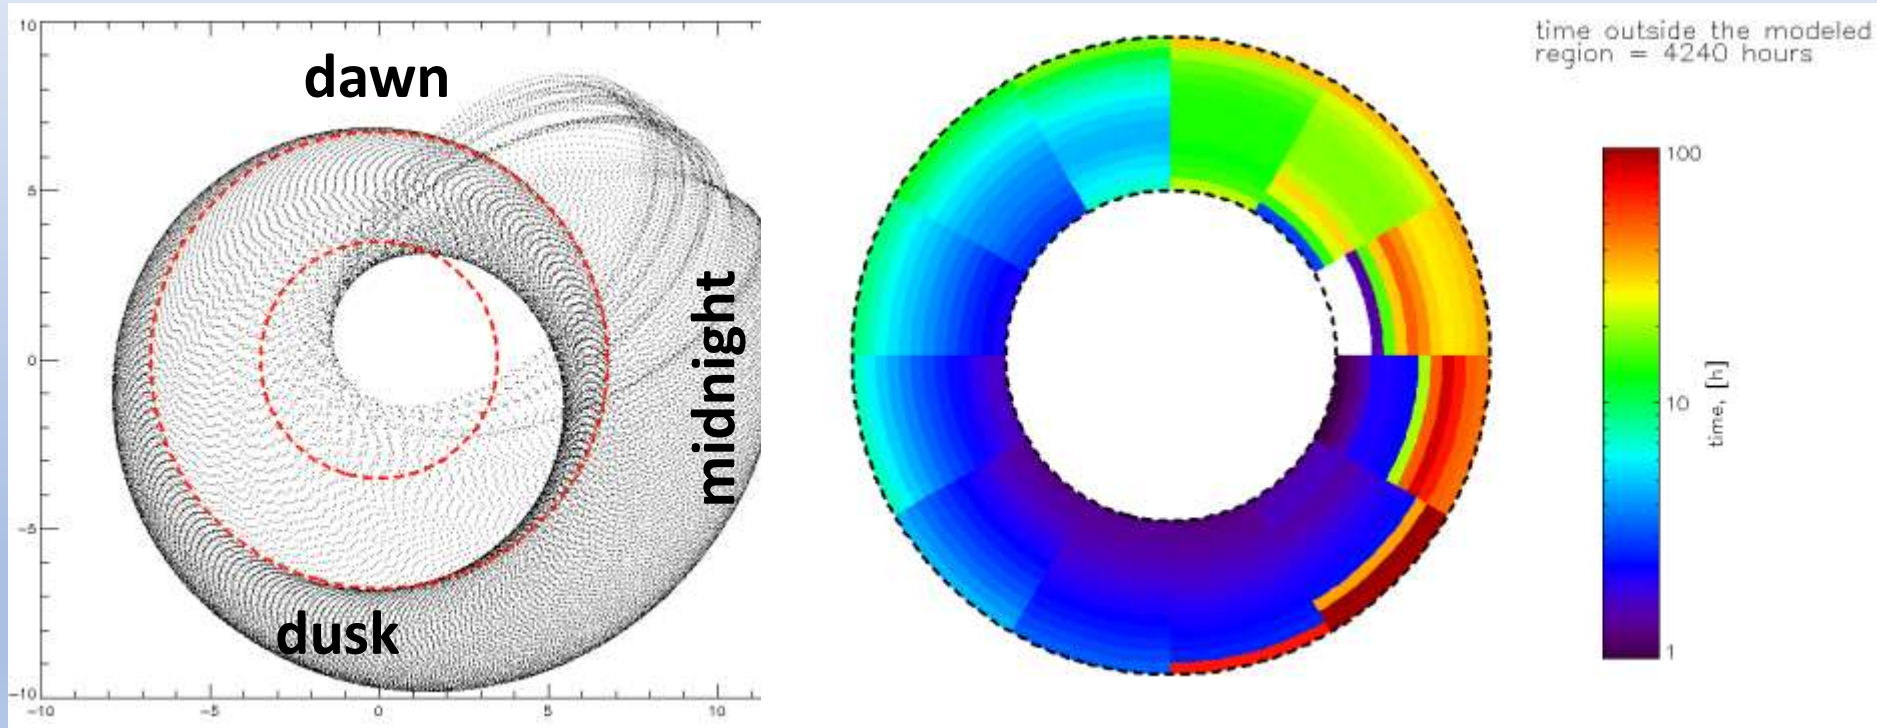 10
5
0
−5
−10
−10
−5
0
5
10
dawn
midnight
dusk
time outside the modeled
region = 4240 hours
100
10
1
time, [h]